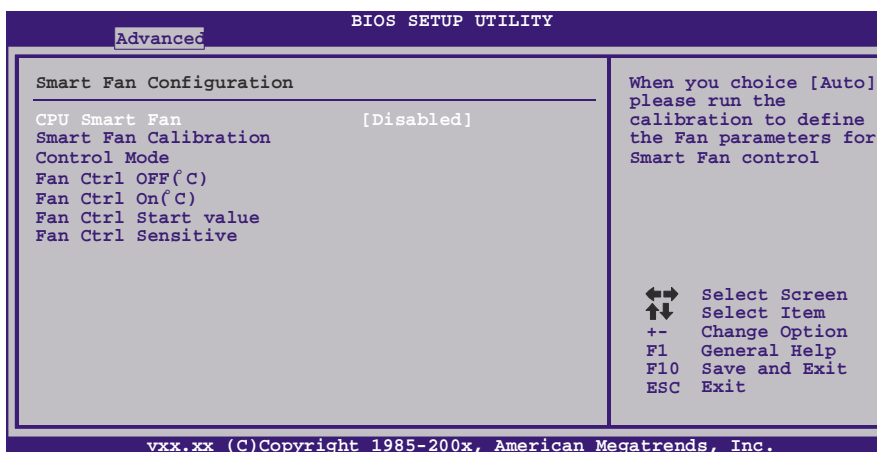 BIOS SETUP UTILITY
Advanced
Smart Fan Configuration
CPU Smart Fan [Disabled]
Smart Fan Calibration
Control Mode
Fan Ctrl OFF(°C)
Fan Ctrl On(°C)
Fan Ctrl Start value
Fan Ctrl Sensitive
When you choice [Auto]
please run the
calibration to define
the Fan parameters for
Smart Fan control
Select Screen
Select Item
+- Change Option
F1 General Help
F10 Save and Exit
ESC Exit
vxx.xx (C)Copyright 1985-200x, American Megatrends, Inc.